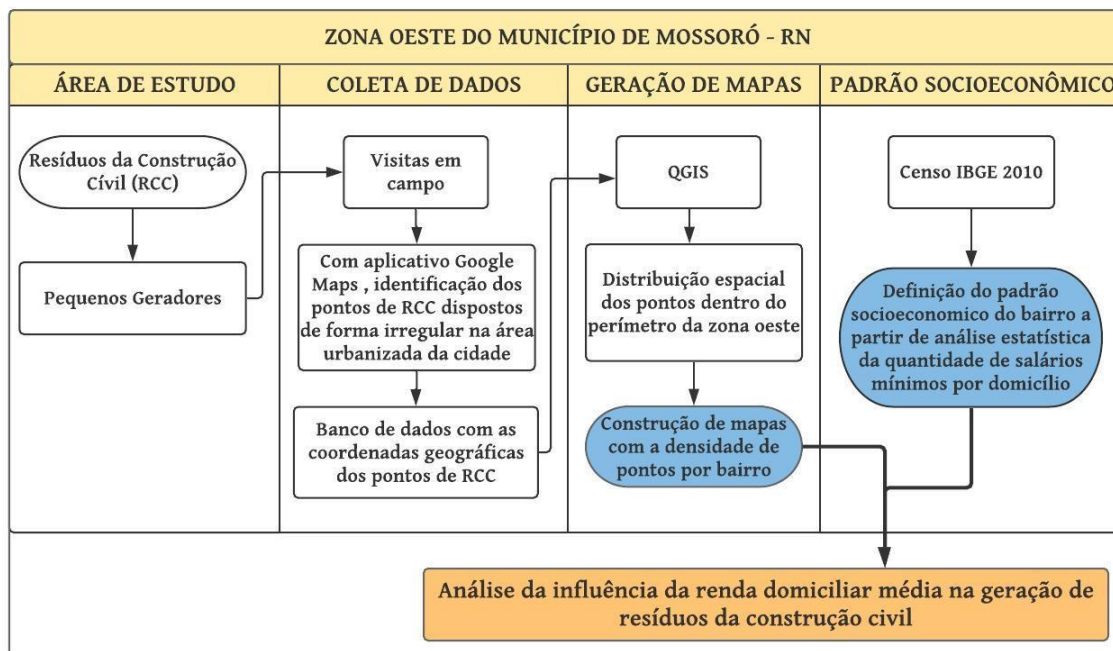 ZONA OESTE DO MUNICÍPIO DE MOSSORÓ - RN
ÁREA DE ESTUDO
Resíduos da Construção
Cívil (RCC)
Pequenos Geradores
COLETA DE DADOS
Visitas em
campo
Com aplicativo Google
Maps , identificação dos
pontos de RCC dispostos
de forma irregular na área
urbanizada da cidade
Banco de dados com as
coordenadas geográficas
dos pontos de RCC
GERAÇÃO DE MAPAS
QGIS
Distribuição espacial
dos pontos dentro do
perímetro da zona oeste
Construção de mapas
com a densidade de
pontos por bairro
PADRÃO SOCIOECONÔMICO
Censo IBGE 2010
Definição do padrão
socioeconomico do bairro a
partir de análise estatística
da quantidade de salários
mínimos por domicílio
Análise da influência da renda domiciliar média na geração de
resíduos da construção civil